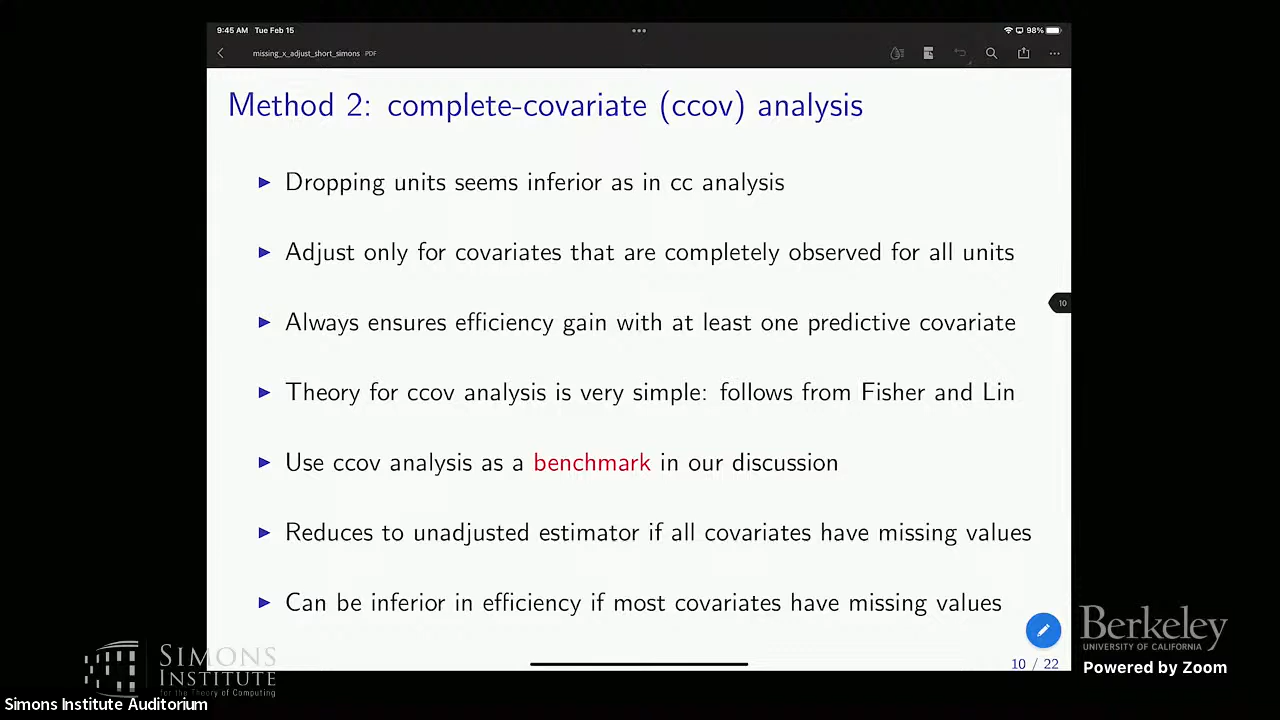 9:45 AM Tue Feb 15
98%
missing_x_adjust_short_simons PDF
Method 2: complete-covariate (ccov) analysis
Dropping units seems inferior as in cc analysis
Adjust only for covariates that are completely observed for all units
10
Always ensures efficiency gain with at least one predictive covariate
Theory for ccov analysis is very simple: follows from Fisher and Lin
Use ccov analysis as a benchmark in our discussion
Reduces to unadjusted estimator if all covariates have missing values
Can be inferior in efficiency if most covariates have missing values
10 / 22
Berkeley
UNIVERSITY OF CALIFORNIA
Powered by Zoom
SIMONS
INSTITUTE
for the Theory of Computing
Simons Institute Auditorium